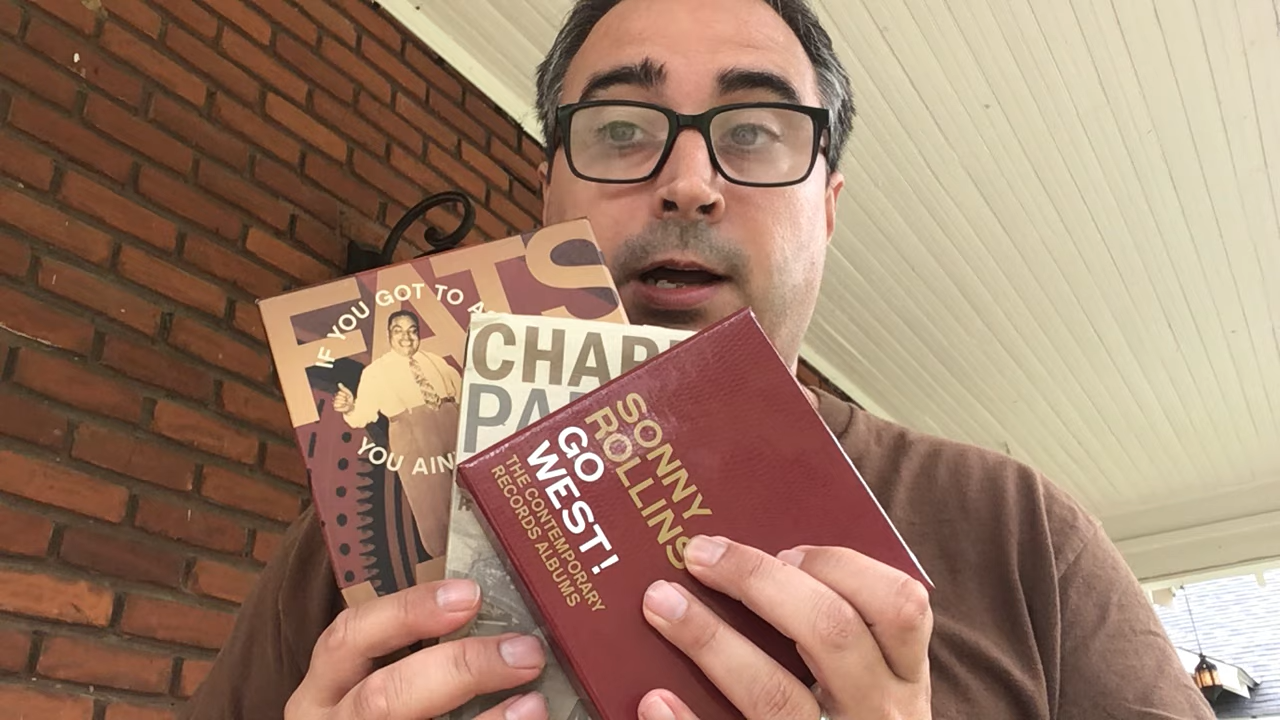 FATS
IF YOU GOT TO A
YOU AIN
CHAR
PA
SONNY
ROLLINS
GO
WEST!
THE CONTEMPORARY
RECORDS ALBUMS